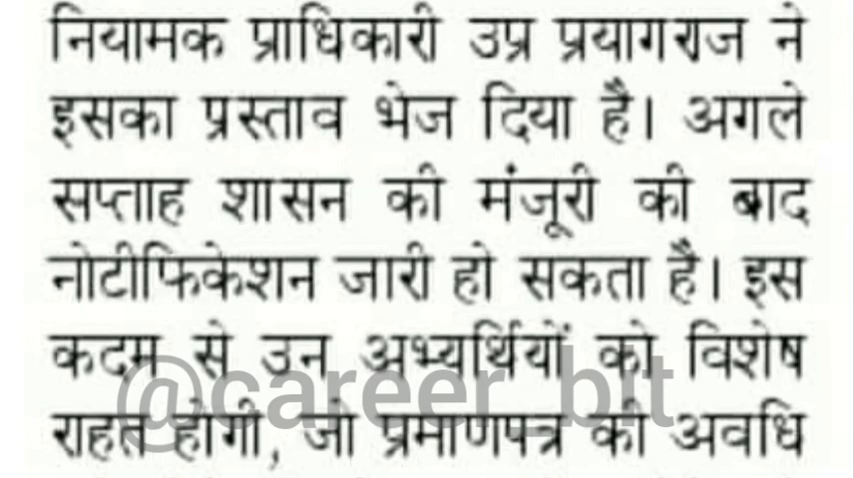 नियामक प्राधिकारी उप्र प्रयागराज ने
इसका प्रस्ताव भेज दिया है। अगले
सप्ताह शासन की मंजूरी की बाद
नोटीफिकेशन जारी हो सकता है। इस
कदम से उन अभ्यर्थियों को विशेष
राहत होगी, जो प्रमाणपत्र की अवधि
@career_bit